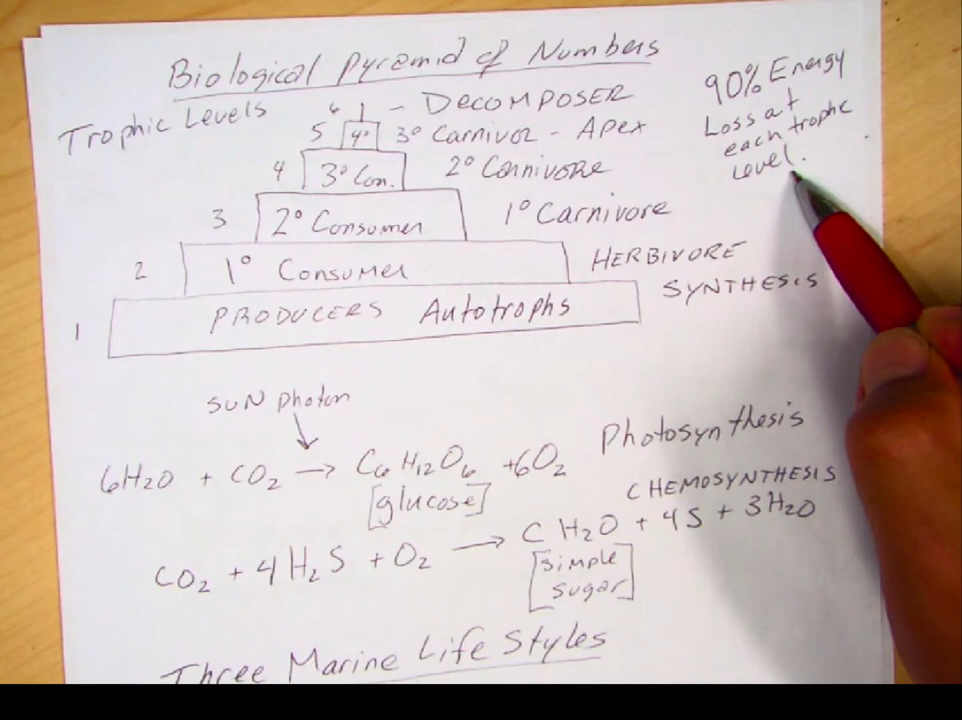 Biological Pyramid of Numbers
Trophic Levels
90% Energy
Loss at
each trophic
level.
6 1 - DECOMPOSER
5 4° 3° Carnivor - Apex
4 3° Con. 2° Carnivore
3 2° Consumer 1° Carnivore
2 1° Consumer HERBIVORE
1 PRODUCERS Autotrophs SYNTHESIS
SUN photon
6H2O + CO2 → C6H12O6 + 6O2 Photosynthesis
[glucose]
CHEMOSYNTHESIS
CO2 + 4H2S + O2 → CH2O + 4S + 3H2O
[simple
sugar]
Three Marine Life Styles